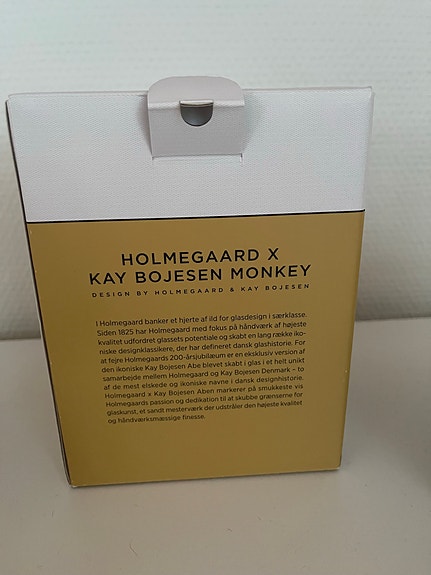 HOLMEGAARD X
KAY BOJESEN MONKEY
DESIGN BY HOLMEGAARD & KAY BOJESEN
I Holmegaard banker et hjerte af ild for glasdesign i særklasse.
Siden 1825 har Holmegaard med fokus på håndværk af højeste
kvalitet udfordret glassets potentiale og skabt en lang række iko-
niske designklassikere, der har defineret dansk glashistorie. For
at fejre Holmegaards 200-årsjubilæum er en eksklusiv version af
den ikoniske Kay Bojesen Abe blevet skabt i glas i et helt unikt
samarbejde mellem Holmegaard og Kay Bojesen Denmark – to
af de mest elskede og ikoniske navne i dansk designhistorie.
Holmegaard x Kay Bojesen Aben markerer på smukkeste vis
Holmegaards passion og dedikation til at skubbe grænserne for
glaskunst, et sandt mesterværk der udstråler den højeste kvalitet
og håndværksmæssige finesse.